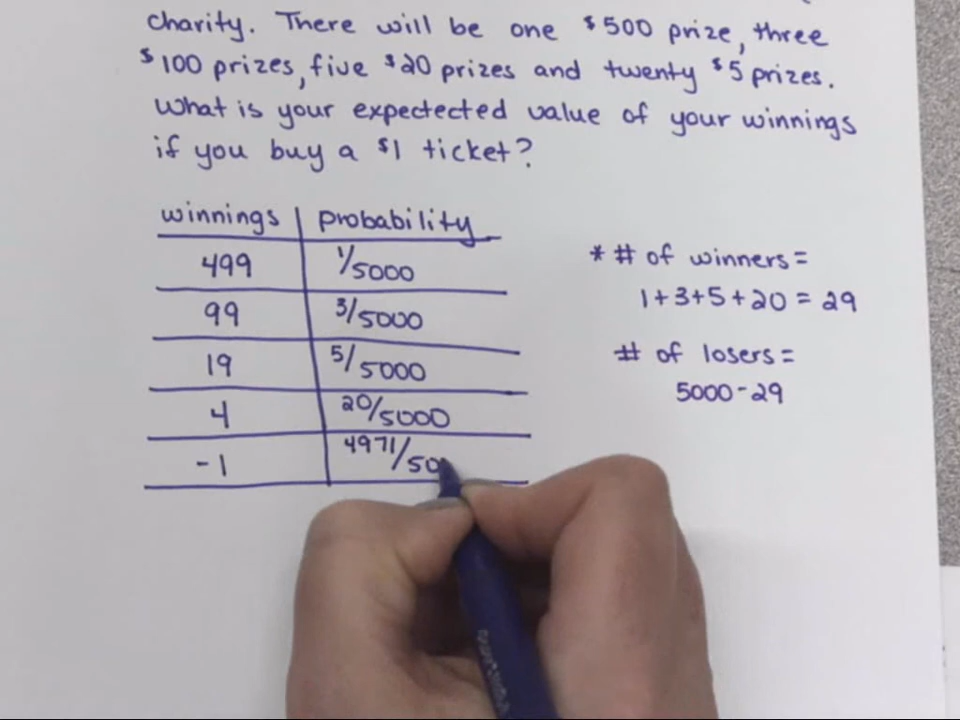 charity. There will be one $500 prize, three
$100 prizes, five $20 prizes and twenty $5 prizes.
What is your expectected value of your winnings
if you buy a $1 ticket?
winnings probability
499 1/5000
99 3/5000
19 5/5000
4 20/5000
-1 4971/50
* # of winners =
1+3+5+20 = 29
# of losers =
5000-29